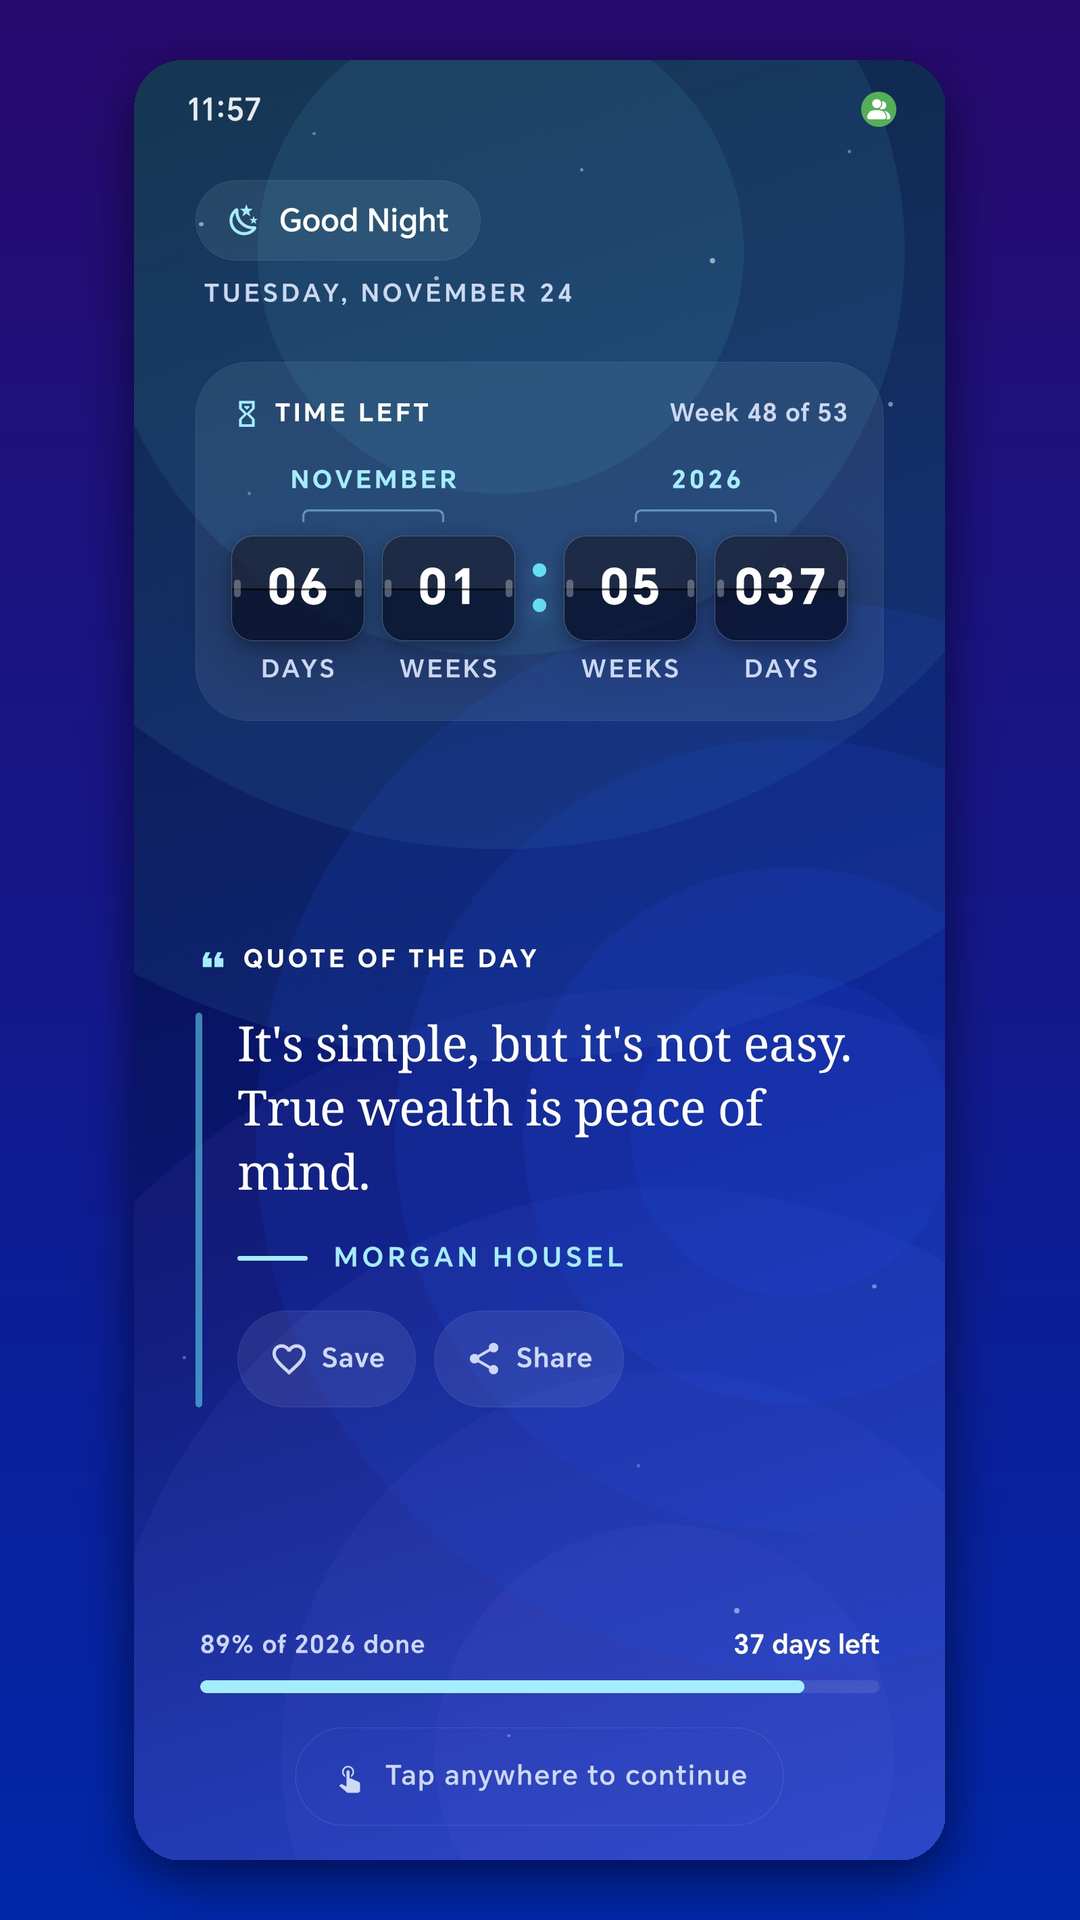 11:57
Good Night
TUESDAY, NOVEMBER 24
TIME LEFT
Week 48 of 53
NOVEMBER
2026
06
01
05
037
DAYS
WEEKS
WEEKS
DAYS
QUOTE OF THE DAY
It's simple, but it's not easy.
True wealth is peace of
mind.
MORGAN HOUSEL
Save
Share
89% of 2026 done
37 days left
Tap anywhere to continue